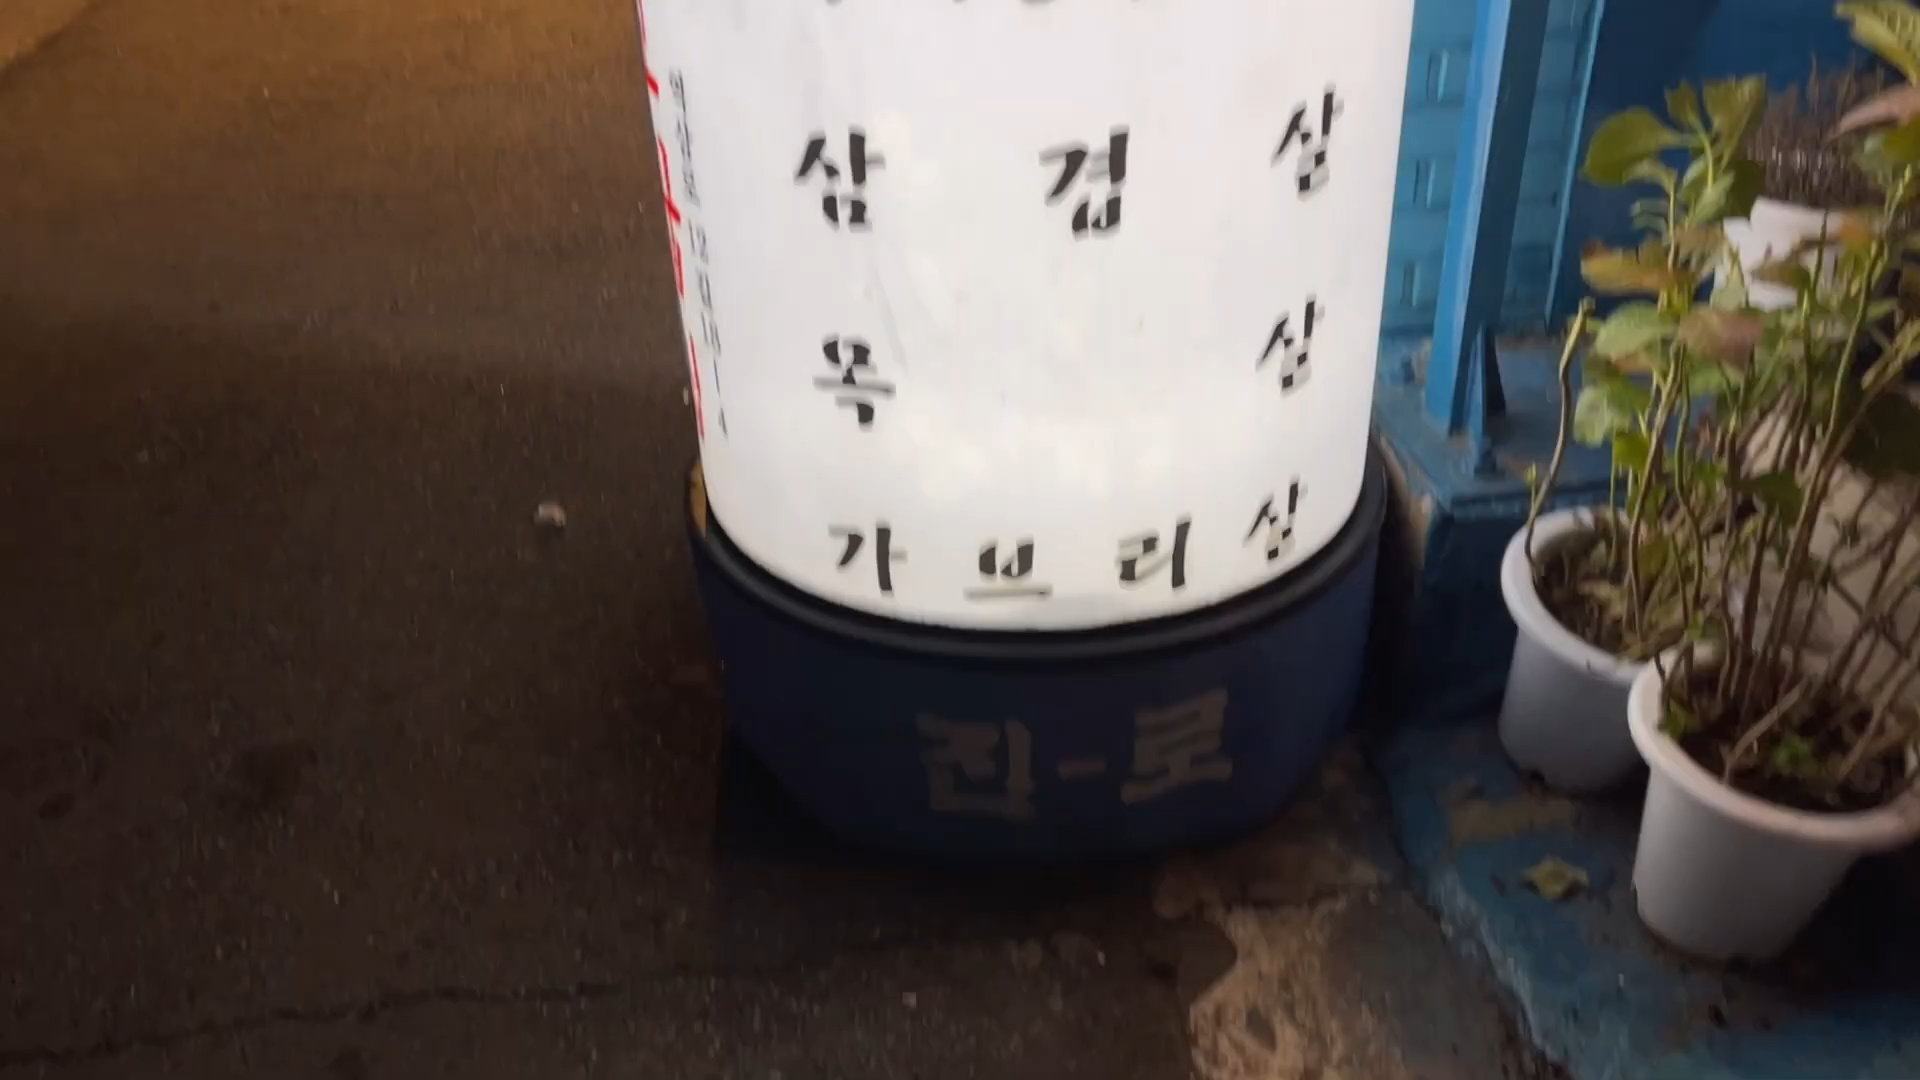 삼 겹 살
목 살
가 브 리 살
진-로